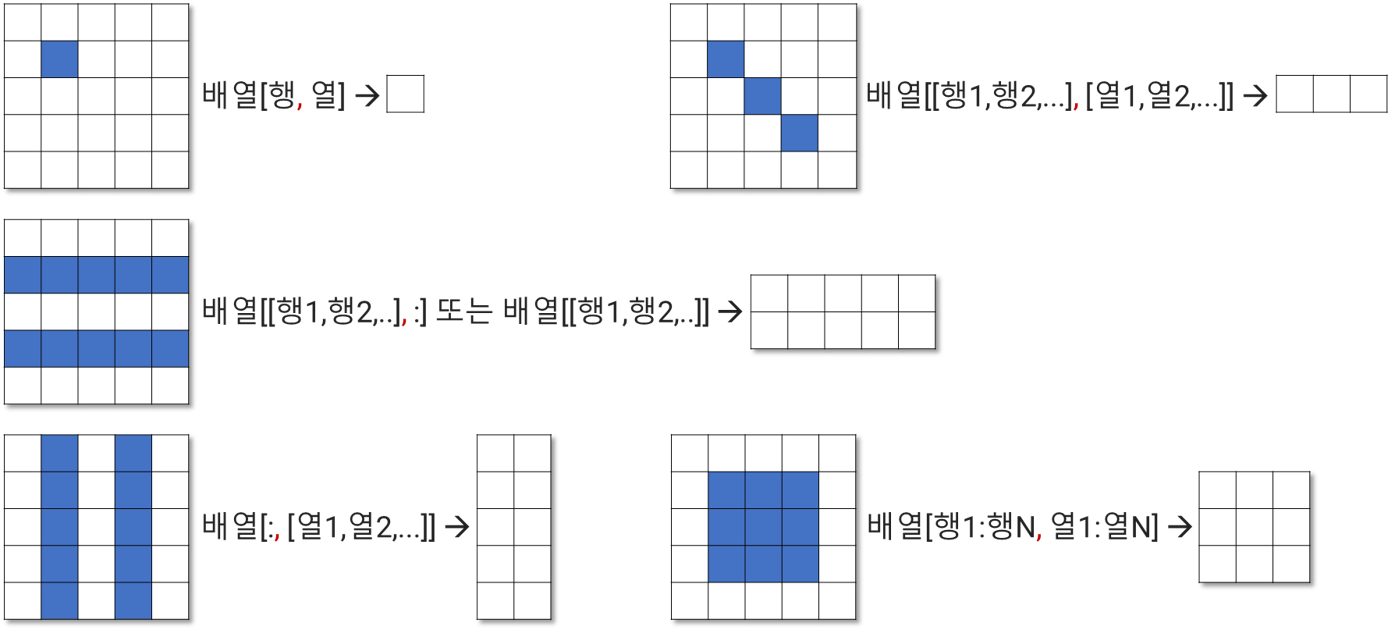 배열[행, 열] →
배열[[행1,행2,...], [열1,열2,...]] →
배열[[행1,행2,..], :] 또는 배열[[행1,행2,..]] →
배열[:, [열1,열2,...]] →
배열[행1:행N, 열1:열N] →